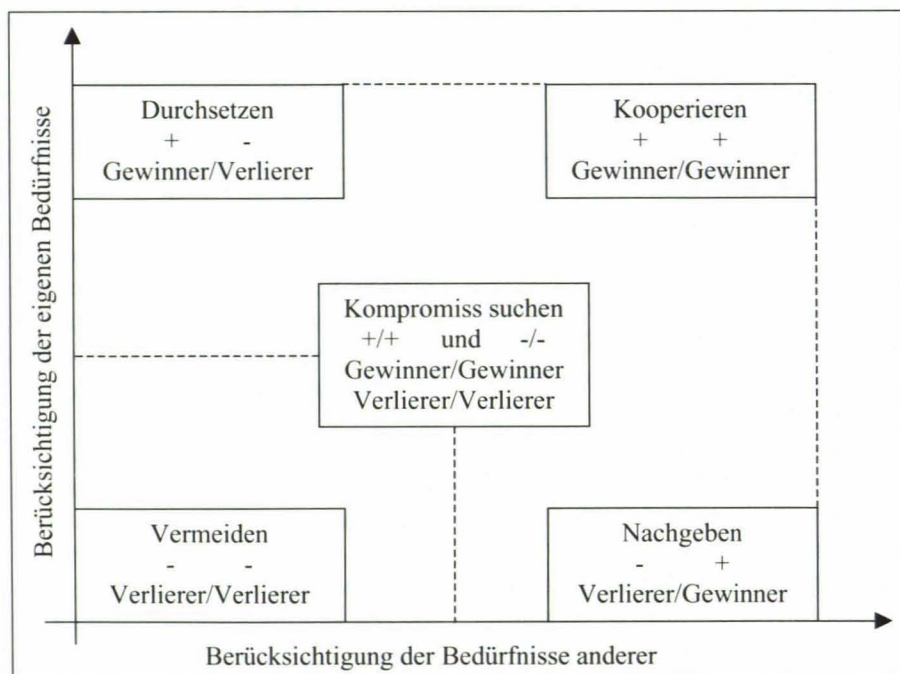 Berücksichtigung der eigenen Bedürfnisse
Durchsetzen
+ -
Gewinner/Verlierer
Kooperieren
+ +
Gewinner/Gewinner
Kompromiss suchen
+/+ und -/-
Gewinner/Gewinner
Verlierer/Verlierer
Vermeiden
- -
Verlierer/Verlierer
Nachgeben
- +
Verlierer/Gewinner
Berücksichtigung der Bedürfnisse anderer